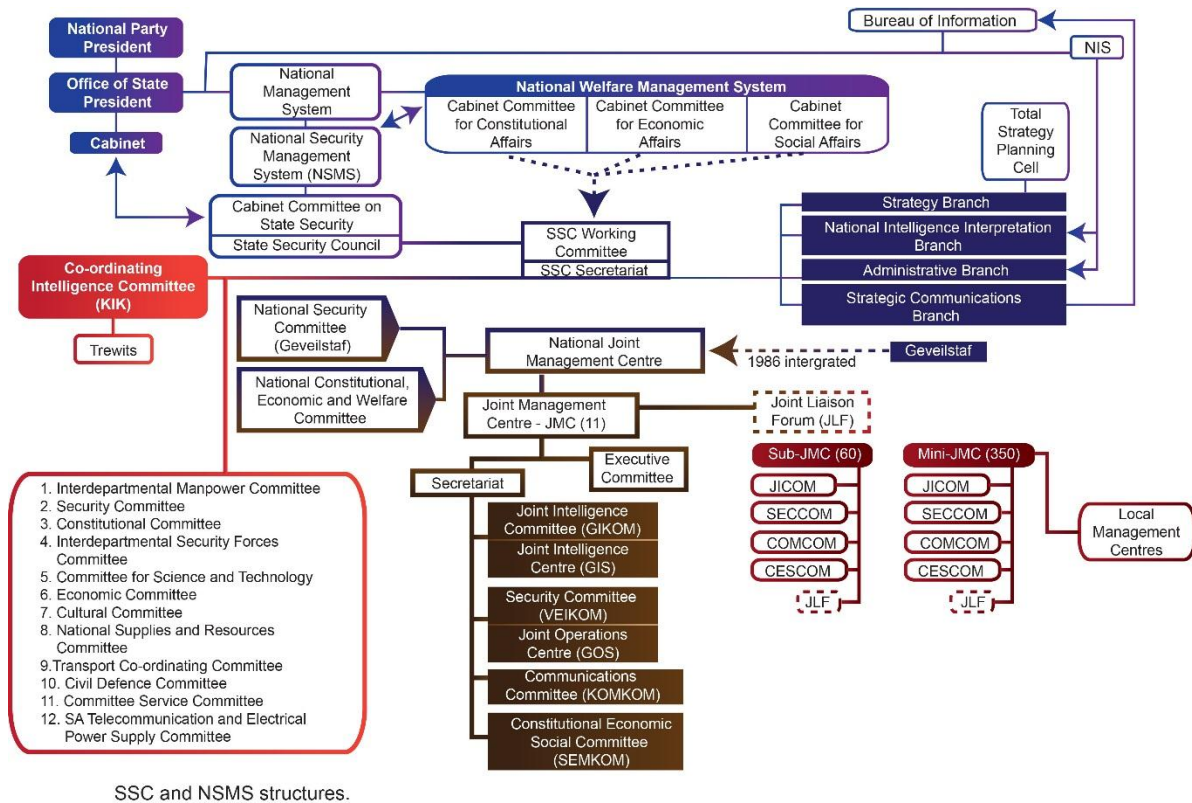 National Party
President
Office of State
President
Cabinet
National
Management
System
National Security
Management
System (NSMS)
Cabinet Committee on
State Security
State Security Council
National Welfare Management System
Cabinet Committee
for Constitutional
Affairs
Cabinet Committee
for Economic
Affairs
Cabinet
Committee for
Social Affairs
Bureau of Information
NIS
Total
Strategy
Planning
Cell
Strategy Branch
National Intelligence Interpretation
Branch
Administrative Branch
Strategic Communications
Branch
SSC Working
Committee
SSC Secretariat
Co-ordinating
Intelligence Committee
(KIK)
Trewits
National Security
Committee
(Geveilstaf)
National Constitutional,
Economic and Welfare
Committee
National Joint
Management Centre
1986 intergrated
Geveilstaf
Joint Management
Centre - JMC (11)
Joint Liaison
Forum (JLF)
Executive
Committee
Secretariat
Joint Intelligence
Committee (GIKOM)
Joint Intelligence
Centre (GIS)
Security Committee
(VEIKOM)
Joint Operations
Centre (GOS)
Communications
Committee (KOMKOM)
Constitutional Economic
Social Committee
(SEMKOM)
Sub-JMC (60)
JICOM
SECCOM
COMCOM
CESCOM
JLF
Mini-JMC (350)
JICOM
SECCOM
COMCOM
CESCOM
JLF
Local
Management
Centres
1. Interdepartmental Manpower Committee
2. Security Committee
3. Constitutional Committee
4. Interdepartmental Security Forces
Committee
5. Committee for Science and Technology
6. Economic Committee
7. Cultural Committee
8. National Supplies and Resources
Committee
9.Transport Co-ordinating Committee
10. Civil Defence Committee
11. Committee Service Committee
12. SA Telecommunication and Electrical
Power Supply Committee
SSC and NSMS structures.